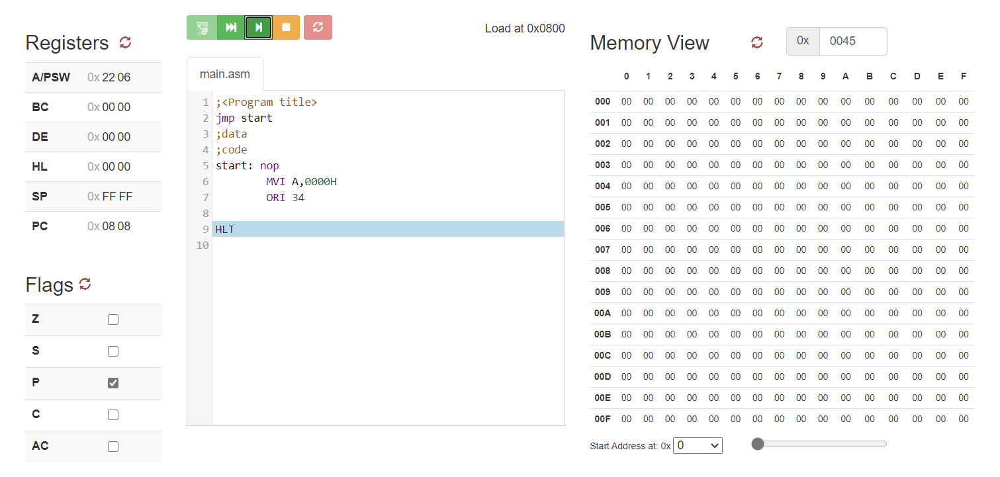 Registers
A/PSW 0x 22 06
BC 0x 00 00
DE 0x 00 00
HL 0x 00 00
SP 0x FF FF
PC 0x 08 08
Flags
Z
S
P
C
AC
Load at 0x0800
main.asm
1 ;<Program title>
2 jmp start
3 ;data
4 ;code
5 start: nop
6 MVI A,0000H
7 ORI 34
8
9 HLT
10
Memory View 0x 0045
0 1 2 3 4 5 6 7 8 9 A B C D E F
000 00 00 00 00 00 00 00 00 00 00 00 00 00 00 00 00
001 00 00 00 00 00 00 00 00 00 00 00 00 00 00 00 00
002 00 00 00 00 00 00 00 00 00 00 00 00 00 00 00 00
003 00 00 00 00 00 00 00 00 00 00 00 00 00 00 00 00
004 00 00 00 00 00 00 00 00 00 00 00 00 00 00 00 00
005 00 00 00 00 00 00 00 00 00 00 00 00 00 00 00 00
006 00 00 00 00 00 00 00 00 00 00 00 00 00 00 00 00
007 00 00 00 00 00 00 00 00 00 00 00 00 00 00 00 00
008 00 00 00 00 00 00 00 00 00 00 00 00 00 00 00 00
009 00 00 00 00 00 00 00 00 00 00 00 00 00 00 00 00
00A 00 00 00 00 00 00 00 00 00 00 00 00 00 00 00 00
00B 00 00 00 00 00 00 00 00 00 00 00 00 00 00 00 00
00C 00 00 00 00 00 00 00 00 00 00 00 00 00 00 00 00
00D 00 00 00 00 00 00 00 00 00 00 00 00 00 00 00 00
00E 00 00 00 00 00 00 00 00 00 00 00 00 00 00 00 00
00F 00 00 00 00 00 00 00 00 00 00 00 00 00 00 00 00
Start Address at: 0x 0